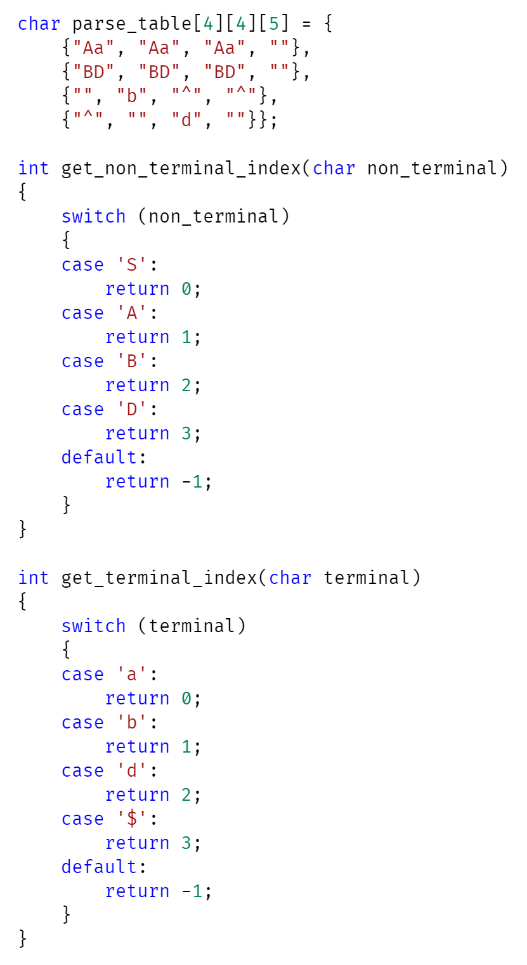 char parse_table[4][4][5] = {
    {"Aa", "Aa", "Aa", ""},
    {"BD", "BD", "BD", ""},
    {"", "b", "^", "^"},
    {"^", "", "d", ""}};

int get_non_terminal_index(char non_terminal)
{
    switch (non_terminal)
    {
    case 'S':
        return 0;
    case 'A':
        return 1;
    case 'B':
        return 2;
    case 'D':
        return 3;
    default:
        return -1;
    }
}

int get_terminal_index(char terminal)
{
    switch (terminal)
    {
    case 'a':
        return 0;
    case 'b':
        return 1;
    case 'd':
        return 2;
    case '$':
        return 3;
    default:
        return -1;
    }
}